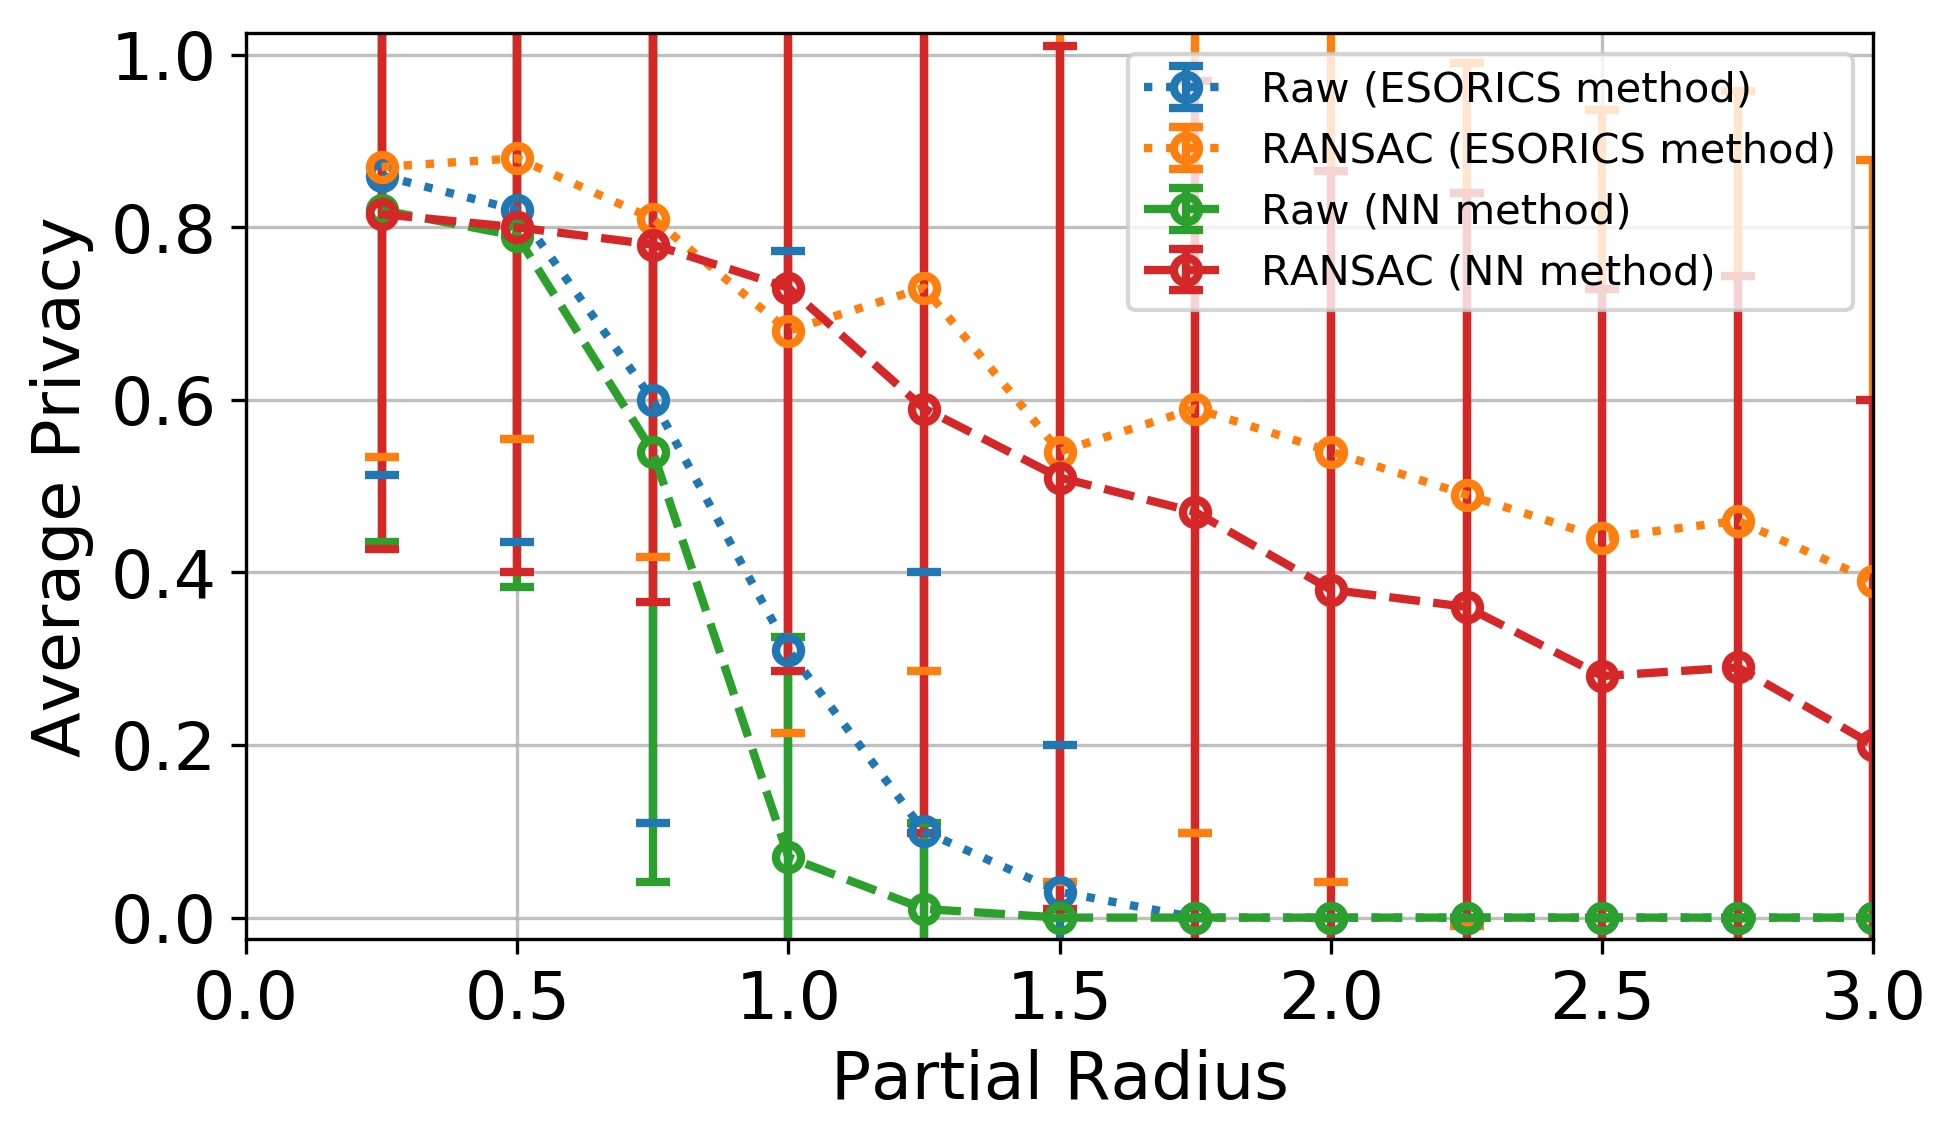 1.0
0.8
0.6
0.4
0.2
0.0
Average Privacy
Raw (ESORICS method)
RANSAC (ESORICS method)
Raw (NN method)
RANSAC (NN method)
0.0 0.5 1.0 1.5 2.0 2.5 3.0
Partial Radius